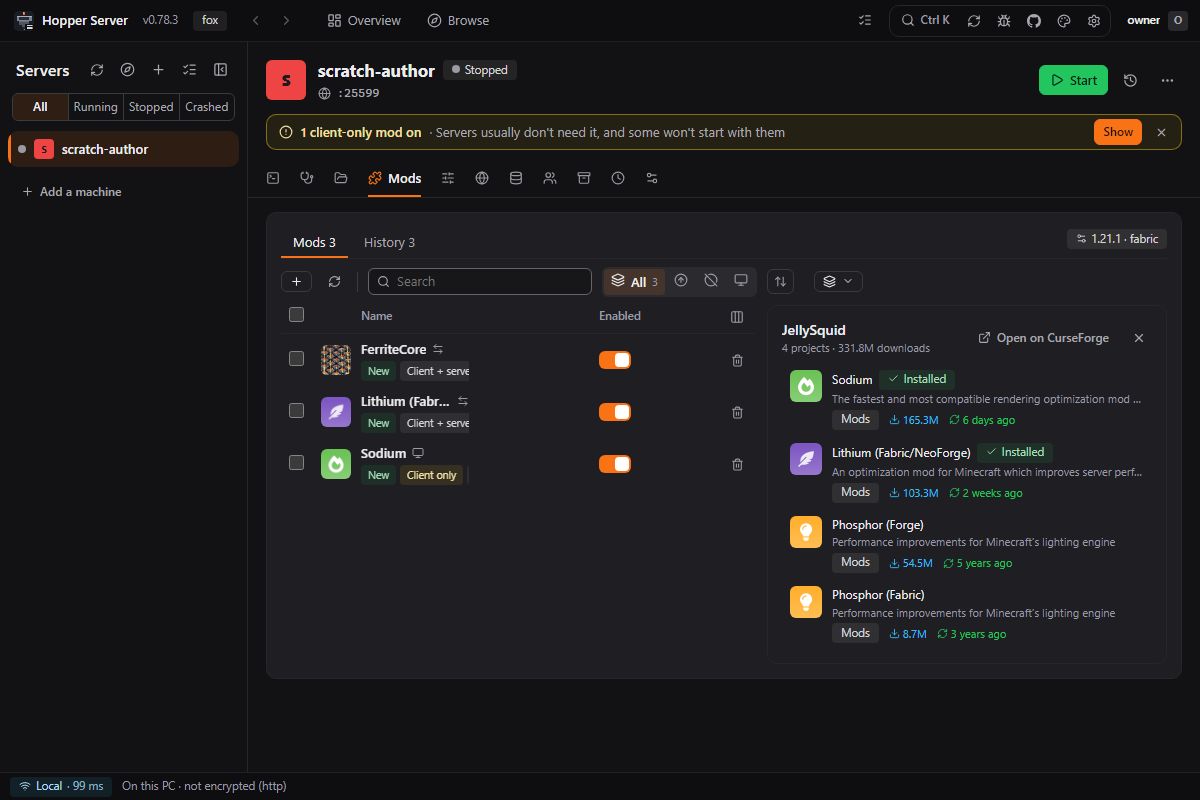 Hopper Server v0.78.3 fox Overview Browse Ctrl K owner O
Servers
All Running Stopped Crashed
S scratch-author
Add a machine
S scratch-author Stopped
:25599
Start
1 client-only mod on · Servers usually don't need it, and some won't start with them Show
Mods
Mods 3 History 3 1.21.1 · fabric
Search All 3
Name Enabled
FerriteCore
New Client + serve
Lithium (Fabr...
New Client + serve
Sodium
New Client only
JellySquid
4 projects · 331.8M downloads
Open on CurseForge
Sodium Installed
The fastest and most compatible rendering optimization mod ...
Mods 165.3M 6 days ago
Lithium (Fabric/NeoForge) Installed
An optimization mod for Minecraft which improves server perf...
Mods 103.3M 2 weeks ago
Phosphor (Forge)
Performance improvements for Minecraft's lighting engine
Mods 54.5M 5 years ago
Phosphor (Fabric)
Performance improvements for Minecraft's lighting engine
Mods 8.7M 3 years ago
Local · 99 ms On this PC · not encrypted (http)